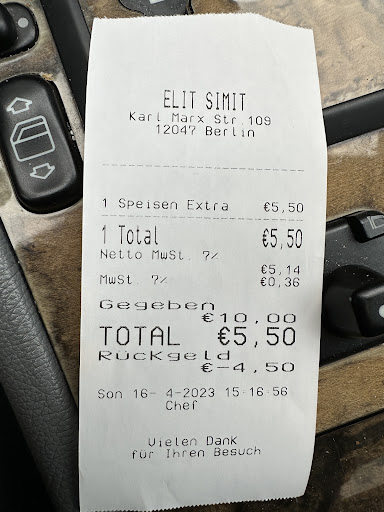 ELIT SIMIT
Karl Marx Str.109
12047 Berlin
1 Speisen Extra €5,50
1 Total €5,50
Netto MwSt. 7%
€5,14
MwSt. 7% €0,36
Gegeben
€10,00
TOTAL €5,50
Rückgeld
€-4,50
Son 16- 4-2023 15-16-56
Chef
Vielen Dank
für Ihren Besuch